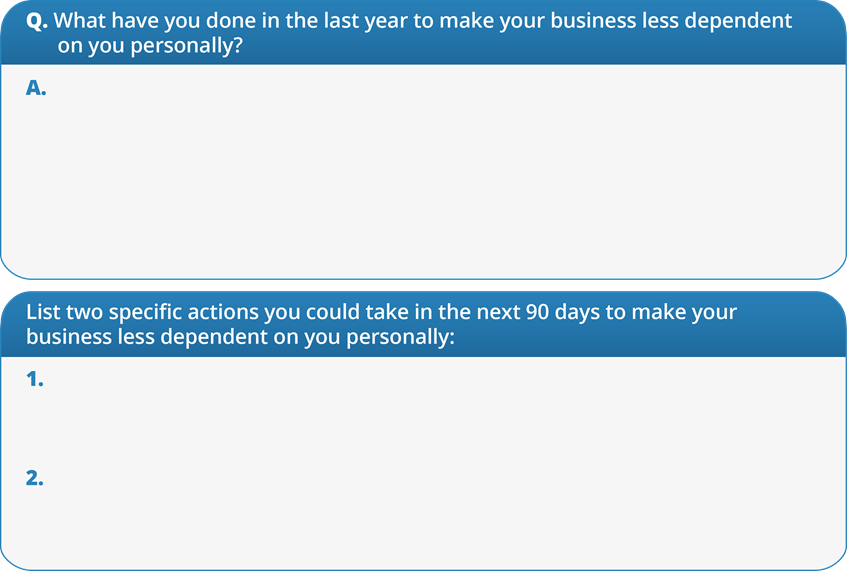 Q. What have you done in the last year to make your business less dependent
on you personally?
A.
List two specific actions you could take in the next 90 days to make your
business less dependent on you personally:
1.
2.